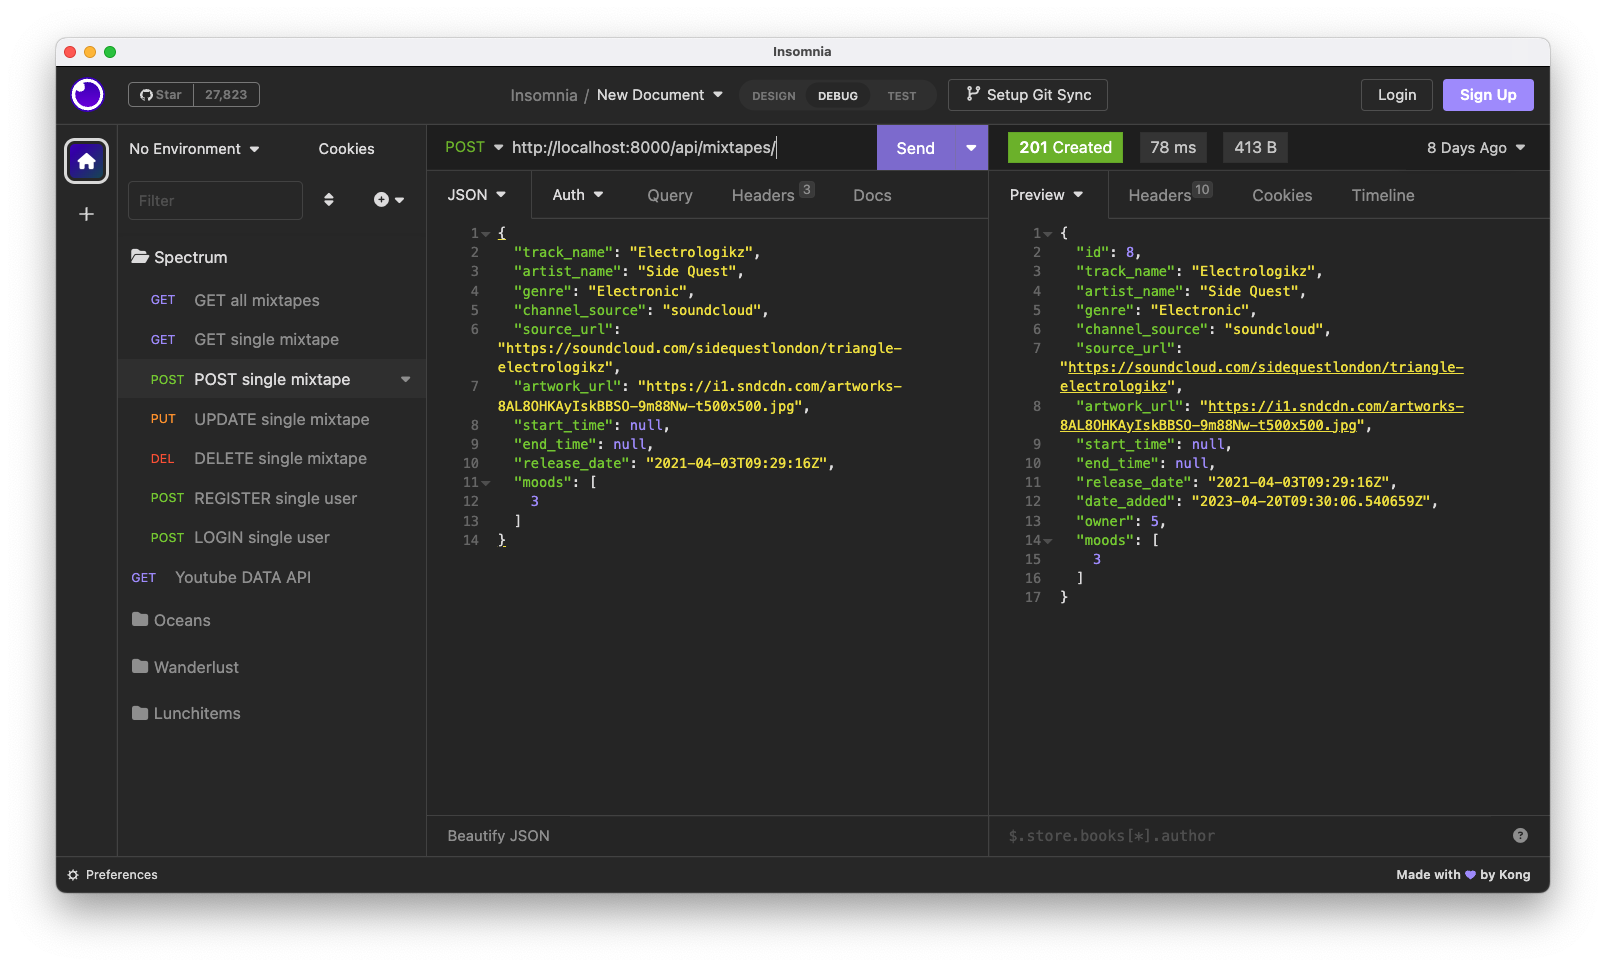 Insomnia
Star 27,823
Insomnia / New Document
DESIGN DEBUG TEST
Setup Git Sync
Login
Sign Up
No Environment
Cookies
Filter
Spectrum
GET GET all mixtapes
GET GET single mixtape
POST POST single mixtape
PUT UPDATE single mixtape
DEL DELETE single mixtape
POST REGISTER single user
POST LOGIN single user
GET Youtube DATA API
Oceans
Wanderlust
Lunchitems
POST http://localhost:8000/api/mixtapes/
Send
JSON Auth Query Headers 3 Docs
1 {
2 "track_name": "Electrologikz",
3 "artist_name": "Side Quest",
4 "genre": "Electronic",
5 "channel_source": "soundcloud",
6 "source_url":
"https://soundcloud.com/sidequestlondon/triangle-
electrologikz",
7 "artwork_url": "https://i1.sndcdn.com/artworks-
8AL8OHKAyIskBBSO-9m88Nw-t500x500.jpg",
8 "start_time": null,
9 "end_time": null,
10 "release_date": "2021-04-03T09:29:16Z",
11 "moods": [
12 3
13 ]
14 }
Beautify JSON
201 Created 78 ms 413 B 8 Days Ago
Preview Headers 10 Cookies Timeline
1 {
2 "id": 8,
3 "track_name": "Electrologikz",
4 "artist_name": "Side Quest",
5 "genre": "Electronic",
6 "channel_source": "soundcloud",
7 "source_url":
"https://soundcloud.com/sidequestlondon/triangle-
electrologikz",
8 "artwork_url": "https://i1.sndcdn.com/artworks-
8AL8OHKAyIskBBSO-9m88Nw-t500x500.jpg",
9 "start_time": null,
10 "end_time": null,
11 "release_date": "2021-04-03T09:29:16Z",
12 "date_added": "2023-04-20T09:30:06.540659Z",
13 "owner": 5,
14 "moods": [
15 3
16 ]
17 }
$.store.books[*].author
Preferences
Made with 💜 by Kong